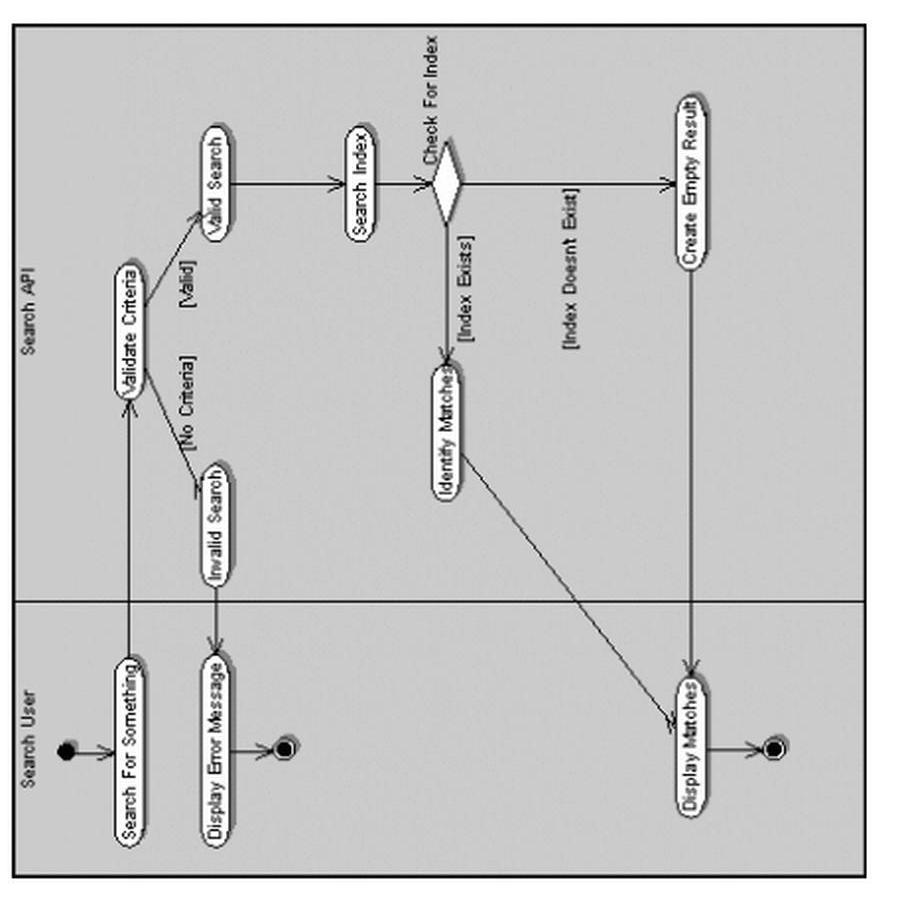 Search User
Search API
Search For Something
Validate Criteria
[No Criteria]
[Valid]
Display Error Message
Invalid Search
Valid Search
Search Index
Check For Index
[Index Exists]
Identify Matches
[Index Doesn't Exist]
Display Matches
Create Empty Result